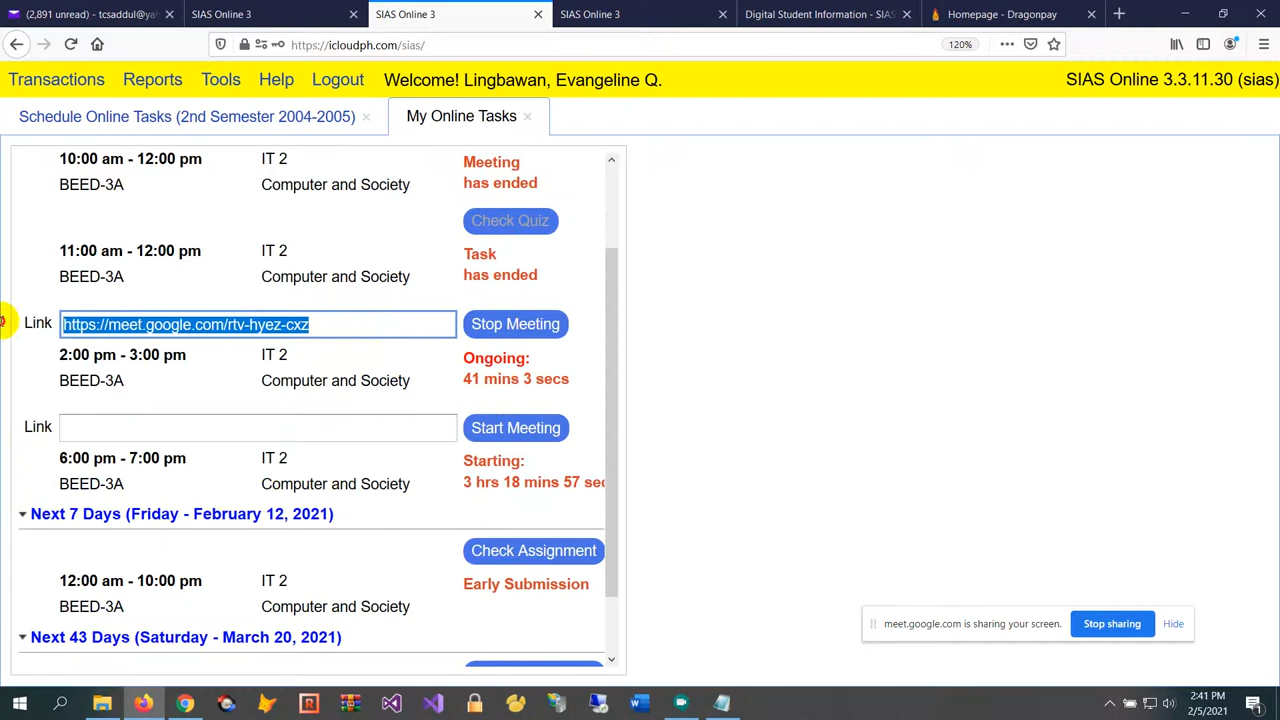 (2,891 unread) - tcsaddul@yah
SIAS Online 3
SIAS Online 3
SIAS Online 3
Digital Student Information - SIAS
Homepage - Dragonpay
https://icloudph.com/sias/
120%
Transactions Reports Tools Help Logout Welcome! Lingbawan, Evangeline Q. SIAS Online 3.3.11.30 (sias)
Schedule Online Tasks (2nd Semester 2004-2005)
My Online Tasks
10:00 am - 12:00 pm IT 2 Meeting
BEED-3A Computer and Society has ended
Check Quiz
11:00 am - 12:00 pm IT 2 Task
BEED-3A Computer and Society has ended
Link https://meet.google.com/rtv-hyez-cxz Stop Meeting
2:00 pm - 3:00 pm IT 2 Ongoing:
BEED-3A Computer and Society 41 mins 3 secs
Link Start Meeting
6:00 pm - 7:00 pm IT 2 Starting:
BEED-3A Computer and Society 3 hrs 18 mins 57 sec
Next 7 Days (Friday - February 12, 2021)
Check Assignment
12:00 am - 10:00 pm IT 2 Early Submission
BEED-3A Computer and Society
Next 43 Days (Saturday - March 20, 2021)
meet.google.com is sharing your screen. Stop sharing Hide
2:41 PM
2/5/2021